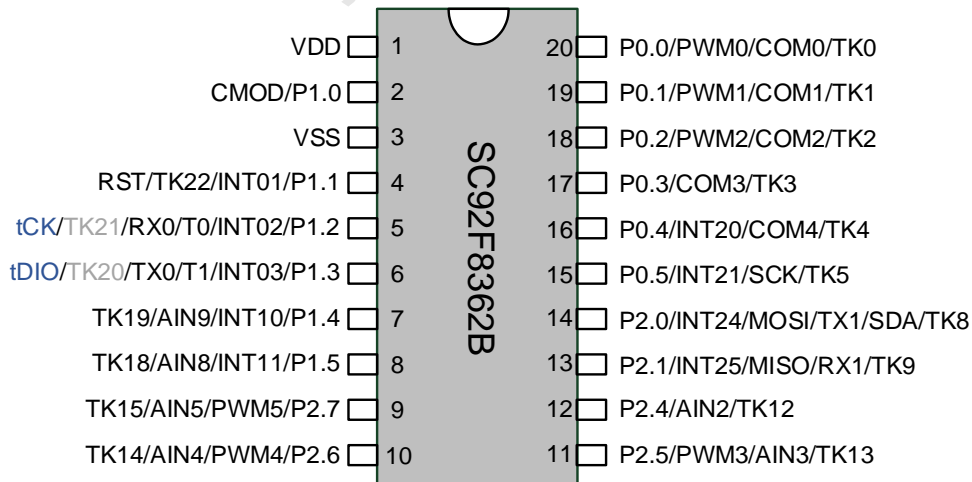 VDD 1 20 P0.0/PWM0/COM0/TK0
CMOD/P1.0 2 19 P0.1/PWM1/COM1/TK1
VSS 3 18 P0.2/PWM2/COM2/TK2
RST/TK22/INT01/P1.1 4 17 P0.3/COM3/TK3
tCK/TK21/RX0/T0/INT02/P1.2 5 16 P0.4/INT20/COM4/TK4
tDIO/TK20/TX0/T1/INT03/P1.3 6 15 P0.5/INT21/SCK/TK5
TK19/AIN9/INT10/P1.4 7 14 P2.0/INT24/MOSI/TX1/SDA/TK8
TK18/AIN8/INT11/P1.5 8 13 P2.1/INT25/MISO/RX1/TK9
TK15/AIN5/PWM5/P2.7 9 12 P2.4/AIN2/TK12
TK14/AIN4/PWM4/P2.6 10 11 P2.5/PWM3/AIN3/TK13
SC92F8362B